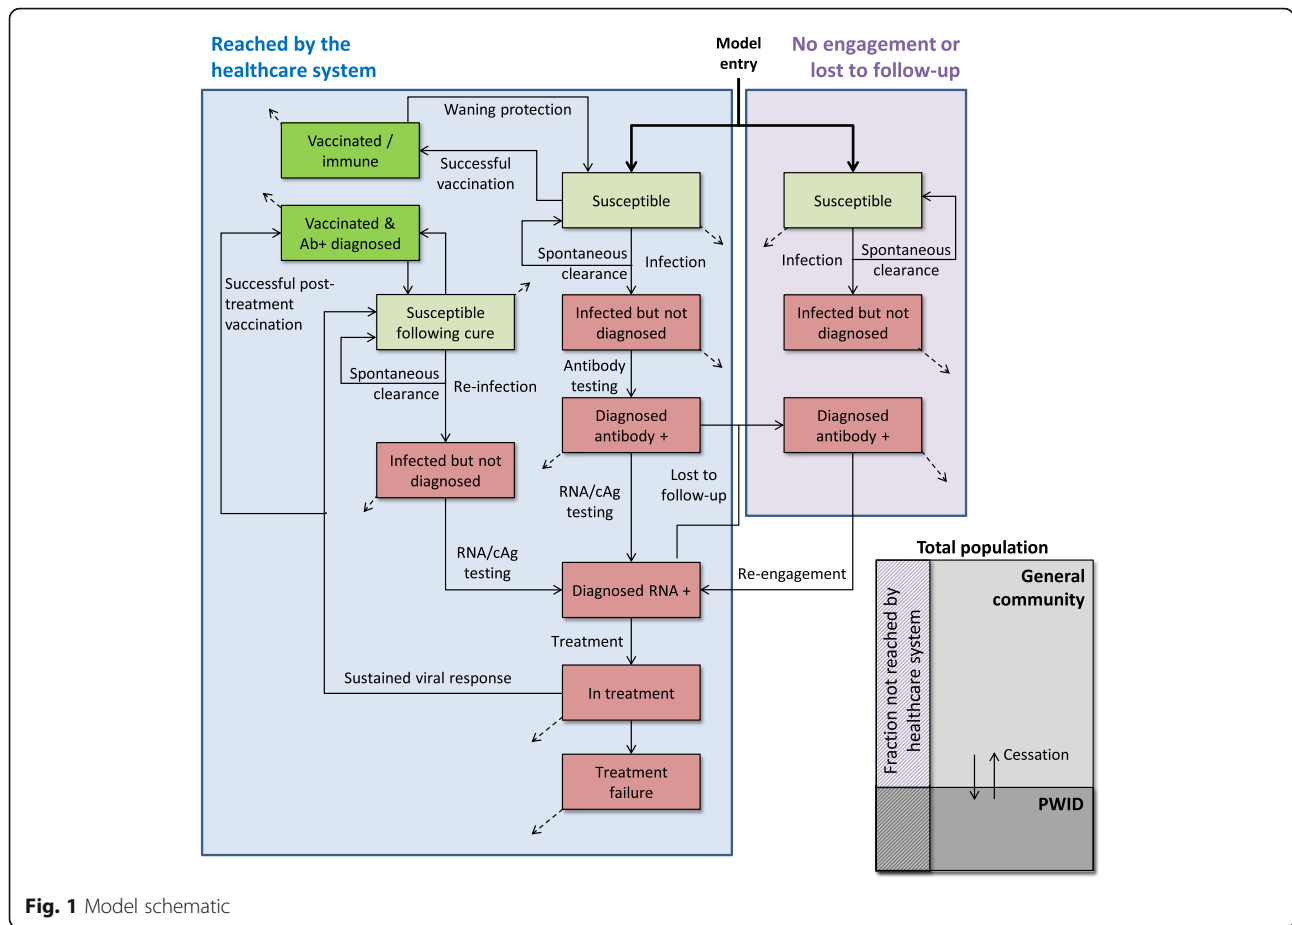 Reached by the
healthcare system
Model
entry
No engagement or
lost to follow-up
Waning protection
Vaccinated /
immune
Successful
vaccination
Susceptible
Susceptible
Vaccinated &
Ab+ diagnosed
Spontaneous
clearance
Infection
Infection
Spontaneous
clearance
Successful post-
treatment
vaccination
Susceptible
following cure
Infected but not
diagnosed
Infected but not
diagnosed
Spontaneous
clearance
Re-infection
Antibody
testing
Diagnosed
antibody +
Diagnosed
antibody +
Infected but not
diagnosed
Lost to
follow-up
RNA/cAg
testing
RNA/cAg
testing
Diagnosed RNA +
Re-engagement
Treatment
Sustained viral response
In treatment
Treatment
failure
Total population
General
community
Fraction not reached by
healthcare system
Cessation
PWID
Fig. 1 Model schematic